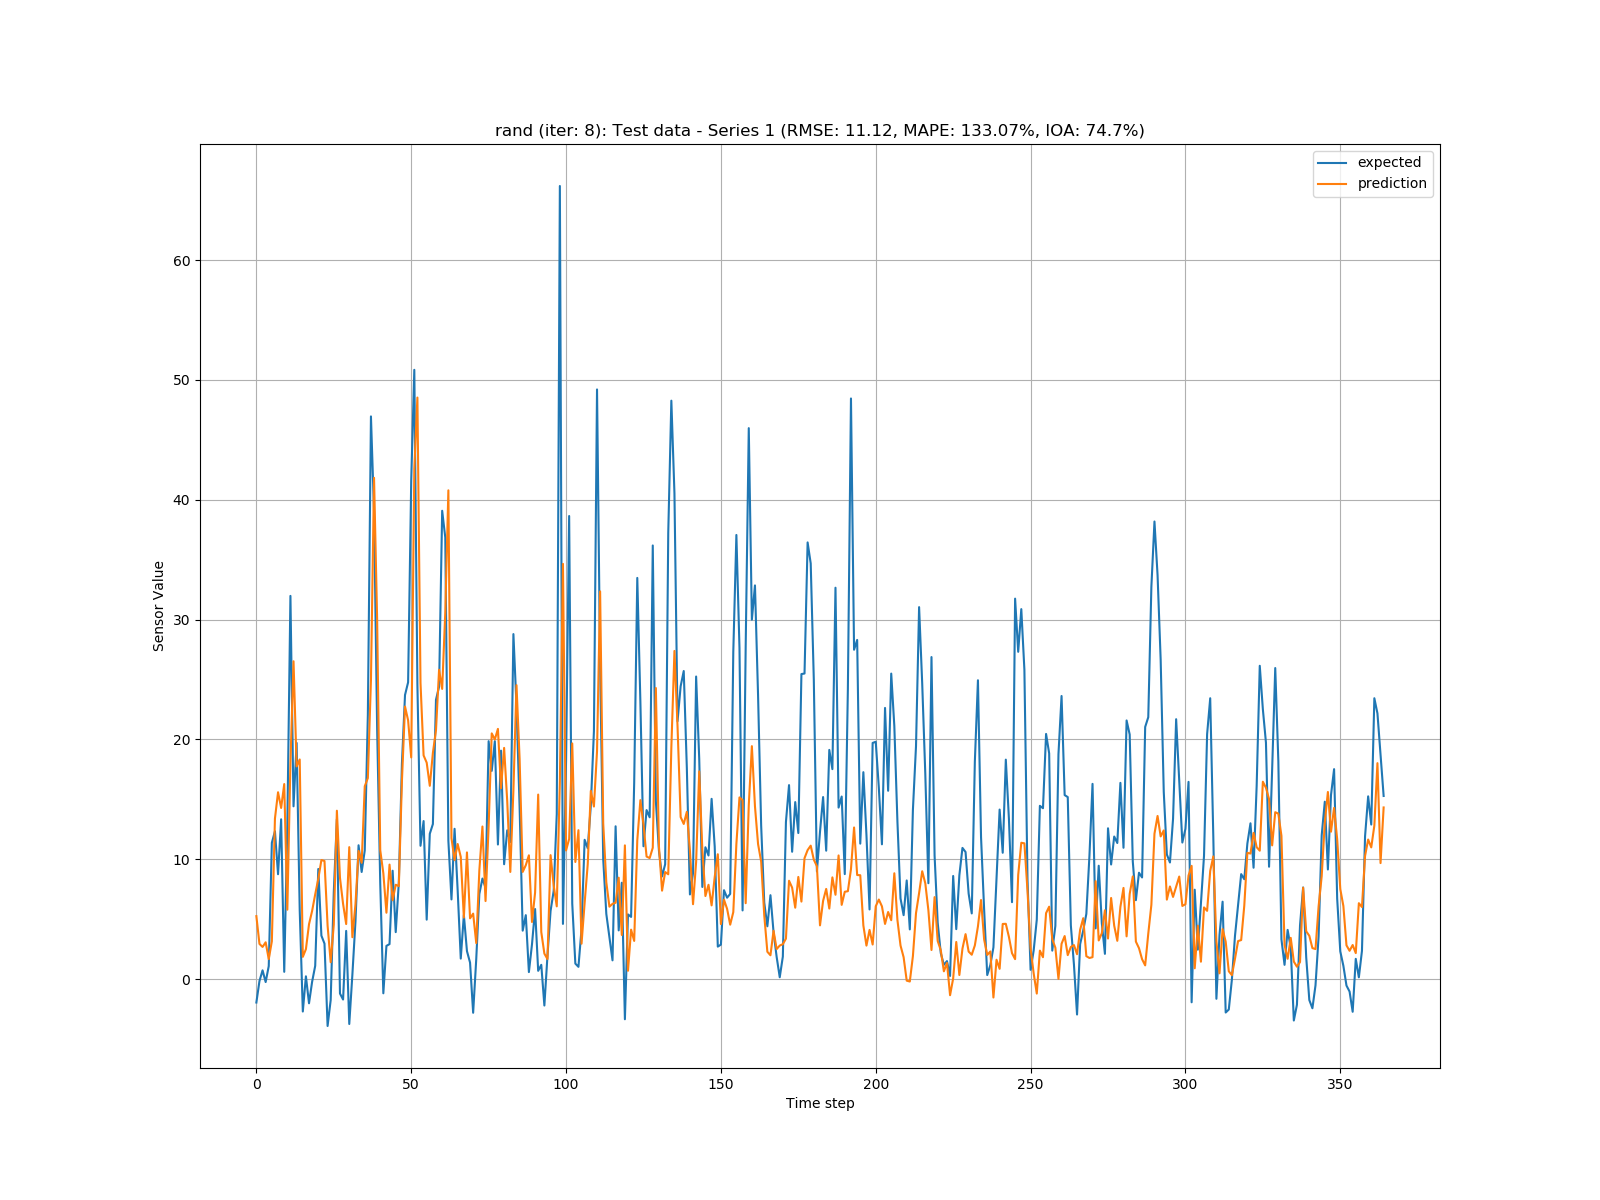 rand (iter: 8): Test data - Series 1 (RMSE: 11.12, MAPE: 133.07%, IOA: 74.7%)
expected
prediction
60
50
40
30
20
10
0
Sensor Value
0 50 100 150 200 250 300 350
Time step